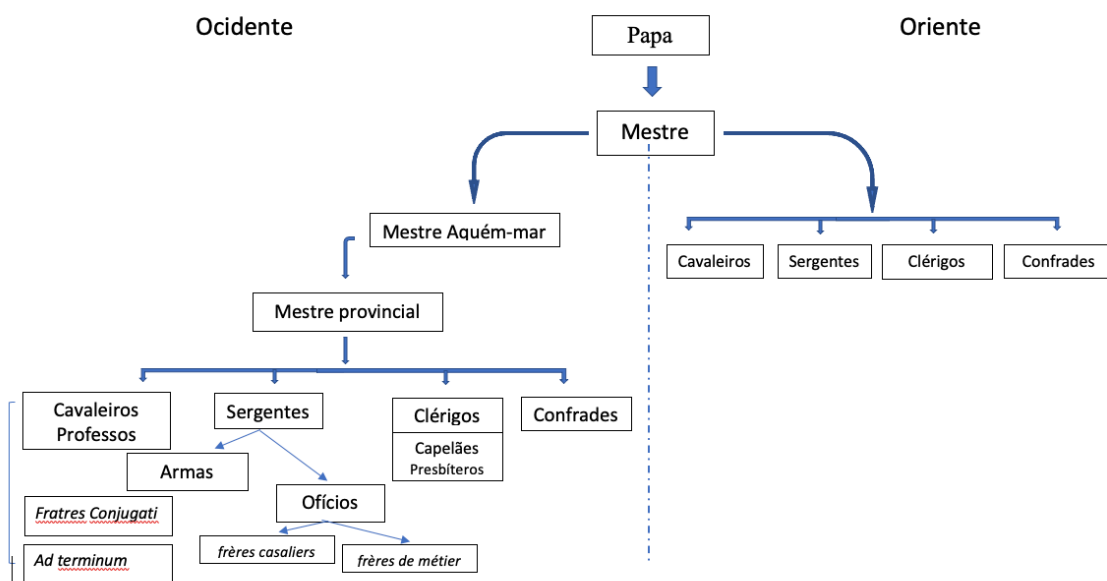 Ocidente
Papa
Oriente
Mestre
Mestre Aquém-mar
Cavaleiros
Sergentes
Clérigos
Confrades
Mestre provincial
Cavaleiros
Professos
Sergentes
Clérigos
Confrades
Capelães
Presbíteros
Armas
Ofícios
Fratres Conjugati
frères casaliers
frères de métier
Ad terminum